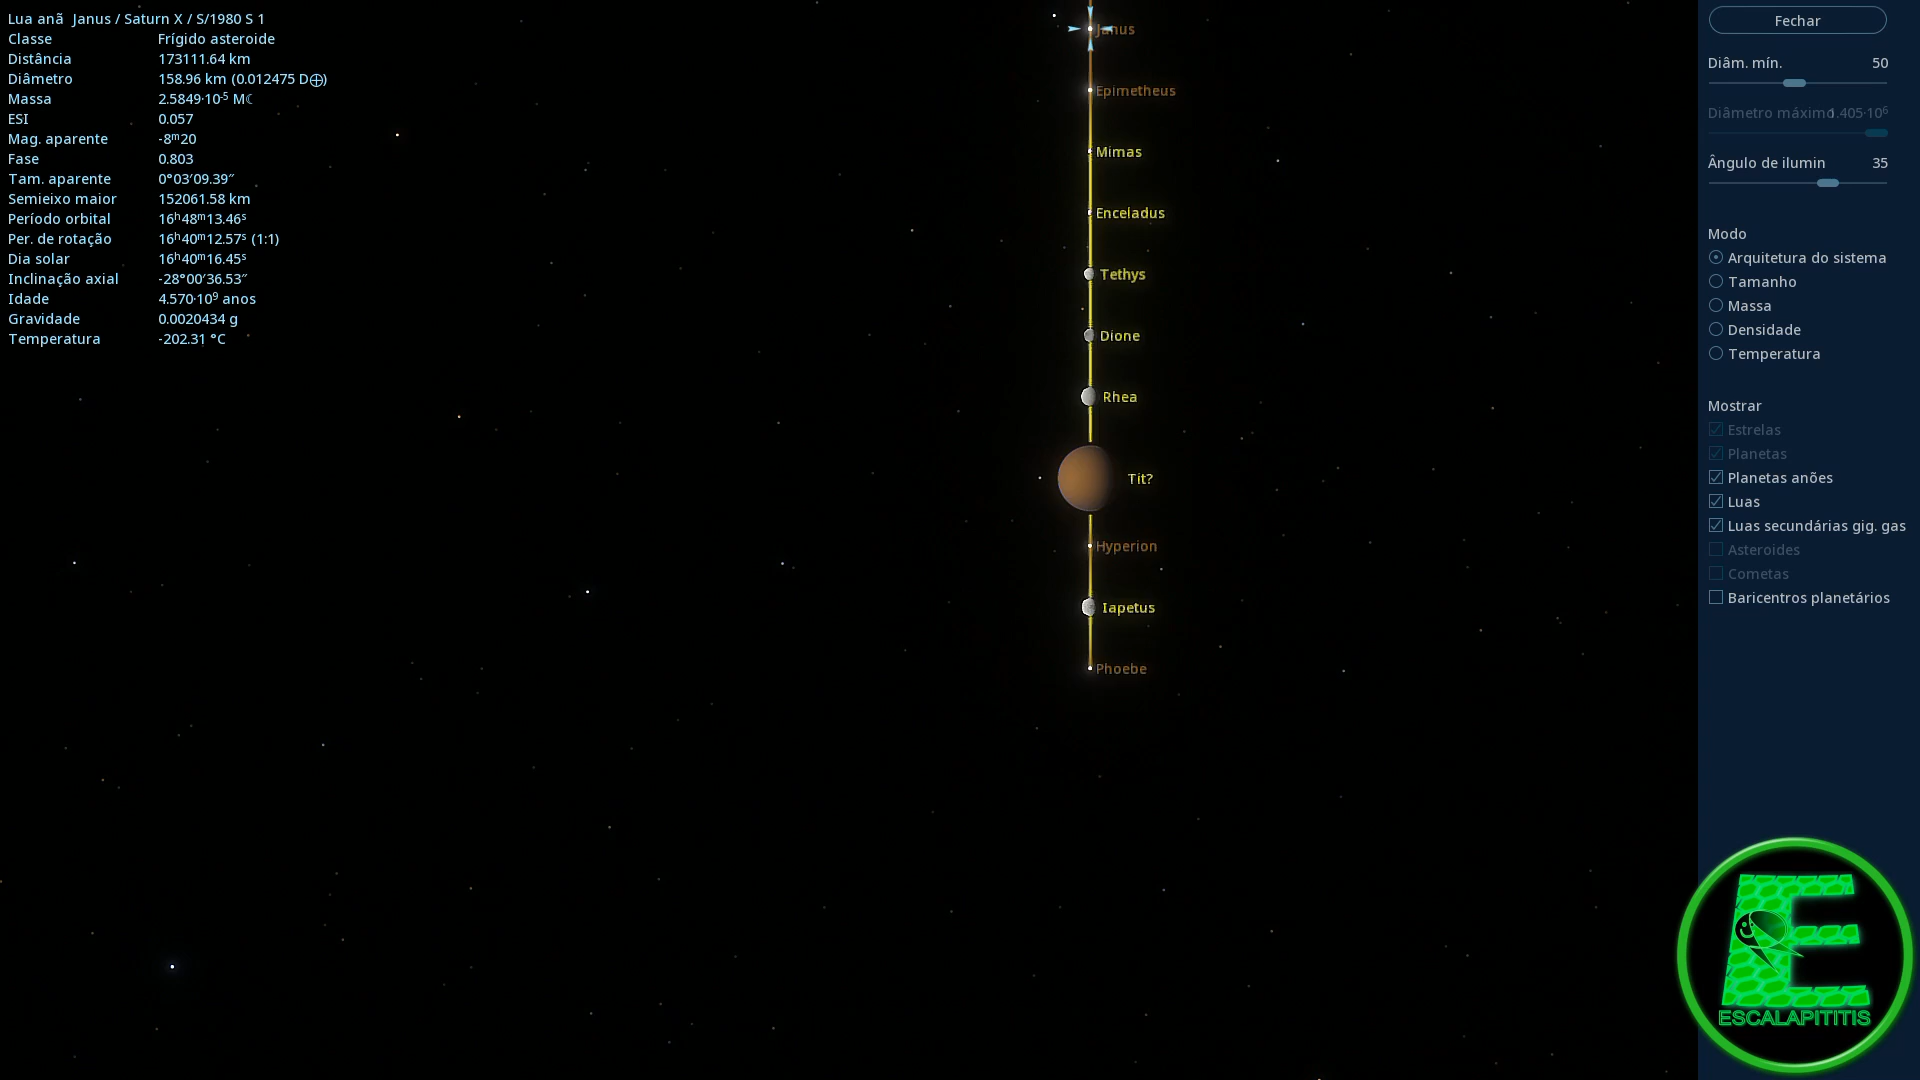 Lua anã Janus / Saturn X / S/1980 S 1
Classe Frígido asteroide
Distância 173111.64 km
Diâmetro 158.96 km (0.012475 D⊕)
Massa 2.5849·10⁻⁵ M☾
ESI 0.057
Mag. aparente -8ᵐ20
Fase 0.803
Tam. aparente 0°03′09.39″
Semieixo maior 152061.58 km
Período orbital 16ʰ48ᵐ13.46ˢ
Per. de rotação 16ʰ40ᵐ12.57ˢ (1:1)
Dia solar 16ʰ40ᵐ16.45ˢ
Inclinação axial -28°00′36.53″
Idade 4.570·10⁹ anos
Gravidade 0.0020434 g
Temperatura -202.31 °C
Janus
Epimetheus
Mimas
Enceladus
Tethys
Dione
Rhea
Tit?
Hyperion
Iapetus
Phoebe
Fechar
Diâm. mín. 50
Diâmetro máximo 1.405·10⁶
Ângulo de ilumin 35
Modo
Arquitetura do sistema
Tamanho
Massa
Densidade
Temperatura
Mostrar
Estrelas
Planetas
Planetas anões
Luas
Luas secundárias gig. gas
Asteroides
Cometas
Baricentros planetários
E
ESCALAPITITIS